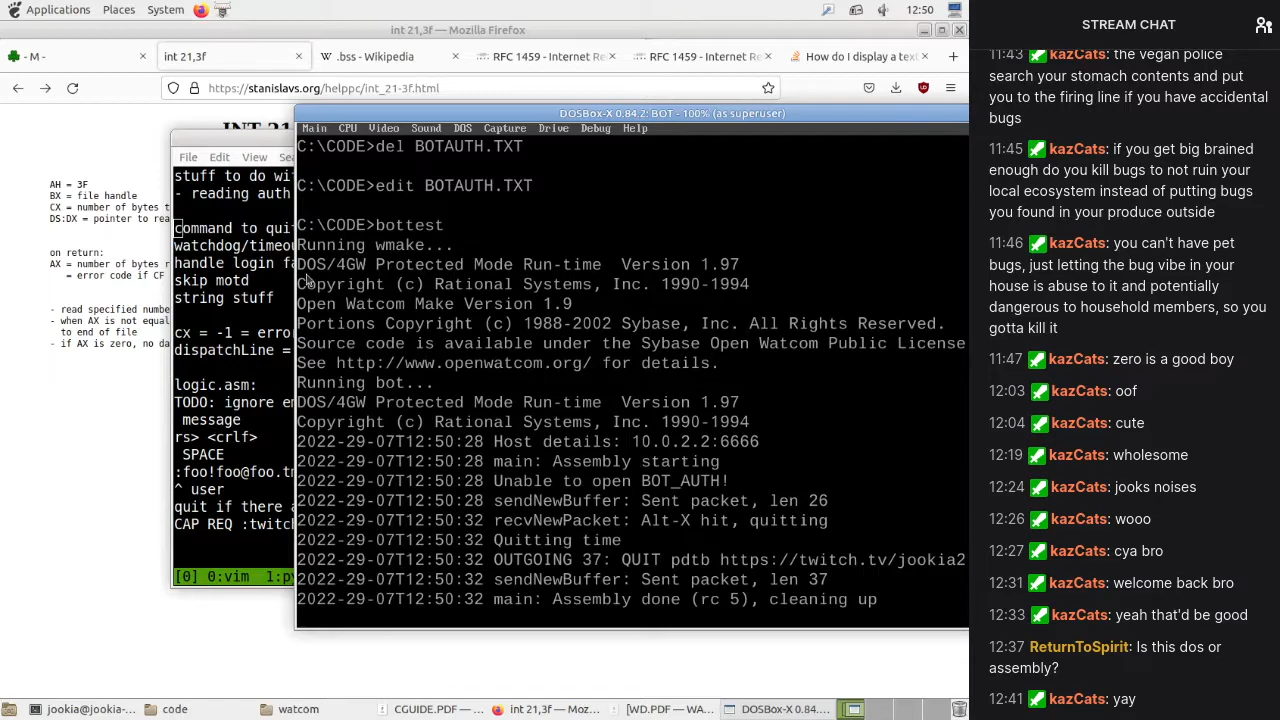 Applications Places System 12:50
int 21,3f — Mozilla Firefox
- M -
int 21,3f
.bss - Wikipedia
RFC 1459 - Internet Re
RFC 1459 - Internet Re
How do I display a text
https://stanislavs.org/helppc/int_21-3f.html
INT 21
AH = 3F
BX = file handle
CX = number of bytes t
DS:DX = pointer to rea
on return:
AX = number of bytes r
= error code if CF
- read specified numbe
- when AX is not equal
to end of file
- if AX is zero, no da
File Edit View Sea
stuff to do wi
- reading auth
command to qui
watchdog/timeou
handle login fa
skip motd
string stuff
cx = -1 = erro
dispatchLine =
logic.asm:
TODO: ignore em
message
rs> <crlf>
SPACE
:foo!foo@foo.tm
^ user
quit if there a
CAP REQ :twitch
[0] 0:vim 1:py
DOSBox-X 0.84.2: BOT - 100% (as superuser)
Main CPU Video Sound DOS Capture Drive Debug Help
C:\CODE>del BOTAUTH.TXT
C:\CODE>edit BOTAUTH.TXT
C:\CODE>bottest
Running wmake...
DOS/4GW Protected Mode Run-time Version 1.97
Copyright (c) Rational Systems, Inc. 1990-1994
Open Watcom Make Version 1.9
Portions Copyright (c) 1988-2002 Sybase, Inc. All Rights Reserved.
Source code is available under the Sybase Open Watcom Public License
See http://www.openwatcom.org/ for details.
Running bot...
DOS/4GW Protected Mode Run-time Version 1.97
Copyright (c) Rational Systems, Inc. 1990-1994
2022-29-07T12:50:28 Host details: 10.0.2.2:6666
2022-29-07T12:50:28 main: Assembly starting
2022-29-07T12:50:28 Unable to open BOT_AUTH!
2022-29-07T12:50:28 sendNewBuffer: Sent packet, len 26
2022-29-07T12:50:32 recvNewPacket: Alt-X hit, quitting
2022-29-07T12:50:32 Quitting time
2022-29-07T12:50:32 OUTGOING 37: QUIT pdtb https://twitch.tv/jookia2
2022-29-07T12:50:32 sendNewBuffer: Sent packet, len 37
2022-29-07T12:50:32 main: Assembly done (rc 5), cleaning up
jookia@jookia-...
code
watcom
CGUIDE.PDF — ...
int 21,3f — Mo...
[WD.PDF — WA...
DOSBox-X 0.84....
STREAM CHAT
11:43 kazCats: the vegan police
search your stomach contents and put
you to the firing line if you have accidental
bugs
11:45 kazCats: if you get big brained
enough do you kill bugs to not ruin your
local ecosystem instead of putting bugs
you found in your produce outside
11:46 kazCats: you can't have pet
bugs, just letting the bug vibe in your
house is abuse to it and potentially
dangerous to household members, so you
gotta kill it
11:47 kazCats: zero is a good boy
12:03 kazCats: oof
12:04 kazCats: cute
12:19 kazCats: wholesome
12:24 kazCats: jooks noises
12:26 kazCats: wooo
12:27 kazCats: cya bro
12:31 kazCats: welcome back bro
12:33 kazCats: yeah that'd be good
12:37 ReturnToSpirit: Is this dos or
assembly?
12:41 kazCats: yay